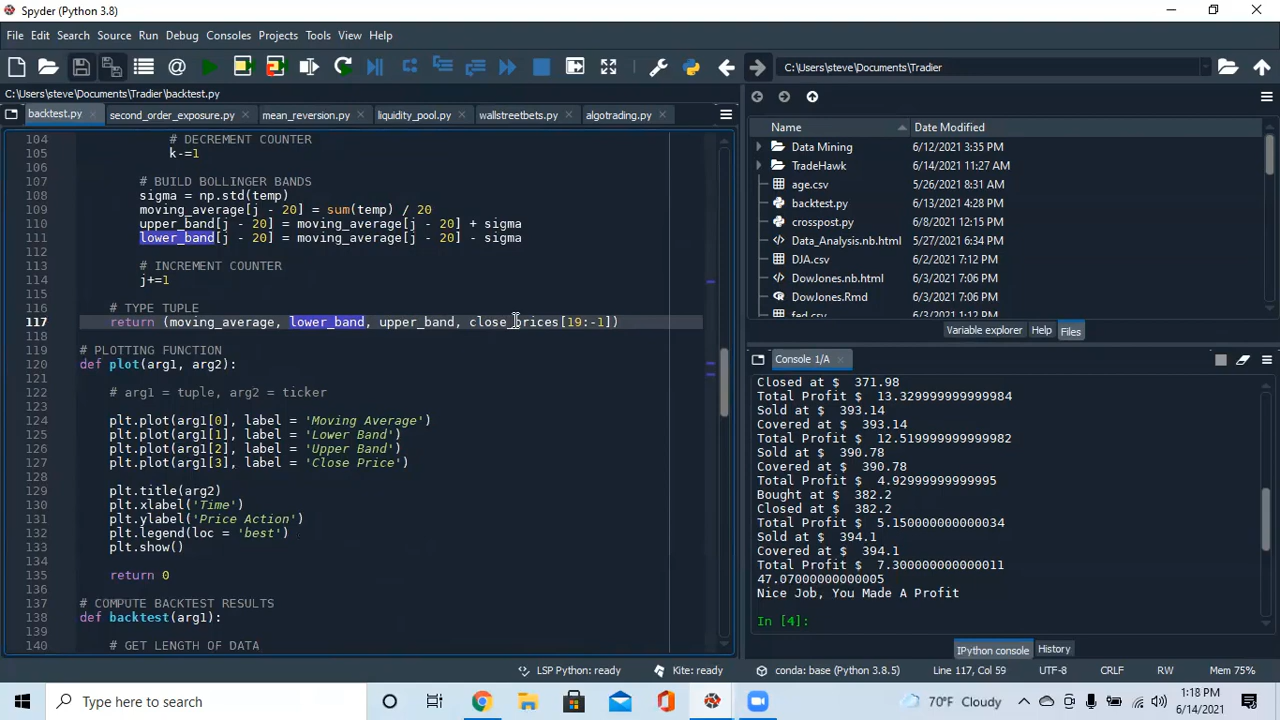 Spyder (Python 3.8)
File Edit Search Source Run Debug Consoles Projects Tools View Help
C:\Users\steve\Documents\Tradier
C:\Users\steve\Documents\Tradier\backtest.py
backtest.py second_order_exposure.py mean_reversion.py liquidity_pool.py wallstreetbets.py algotrading.py
104 # DECREMENT COUNTER
105 k-=1
106
107 # BUILD BOLLINGER BANDS
108 sigma = np.std(temp)
109 moving_average[j - 20] = sum(temp) / 20
110 upper_band[j - 20] = moving_average[j - 20] + sigma
111 lower_band[j - 20] = moving_average[j - 20] - sigma
112
113 # INCREMENT COUNTER
114 j+=1
115
116 # TYPE TUPLE
117 return (moving_average, lower_band, upper_band, close_prices[19:-1])
118
119 # PLOTTING FUNCTION
120 def plot(arg1, arg2):
121
122 # arg1 = tuple, arg2 = ticker
123
124 plt.plot(arg1[0], label = 'Moving Average')
125 plt.plot(arg1[1], label = 'Lower Band')
126 plt.plot(arg1[2], label = 'Upper Band')
127 plt.plot(arg1[3], label = 'Close Price')
128
129 plt.title(arg2)
130 plt.xlabel('Time')
131 plt.ylabel('Price Action')
132 plt.legend(loc = 'best')
133 plt.show()
134
135 return 0
136
137 # COMPUTE BACKTEST RESULTS
138 def backtest(arg1):
139
140 # GET LENGTH OF DATA
Name Date Modified
Data Mining 6/12/2021 3:35 PM
TradeHawk 6/14/2021 11:27 AM
age.csv 5/26/2021 8:31 AM
backtest.py 6/13/2021 4:28 PM
crosspost.py 6/8/2021 12:15 PM
Data_Analysis.nb.html 5/27/2021 6:34 PM
DJA.csv 6/2/2021 7:12 PM
DowJones.nb.html 6/3/2021 7:06 PM
DowJones.Rmd 6/3/2021 7:06 PM
fed.csv
Variable explorer Help Files
Console 1/A
Closed at $ 371.98
Total Profit $ 13.329999999999984
Sold at $ 393.14
Covered at $ 393.14
Total Profit $ 12.519999999999982
Sold at $ 390.78
Covered at $ 390.78
Total Profit $ 4.92999999999995
Bought at $ 382.2
Closed at $ 382.2
Total Profit $ 5.150000000000034
Sold at $ 394.1
Covered at $ 394.1
Total Profit $ 7.300000000000011
47.07000000000005
Nice Job, You Made A Profit
In [4]:
IPython console History
LSP Python: ready Kite: ready conda: base (Python 3.8.5) Line 117, Col 59 UTF-8 CRLF RW Mem 75%
Type here to search
70°F Cloudy
1:18 PM
6/14/2021